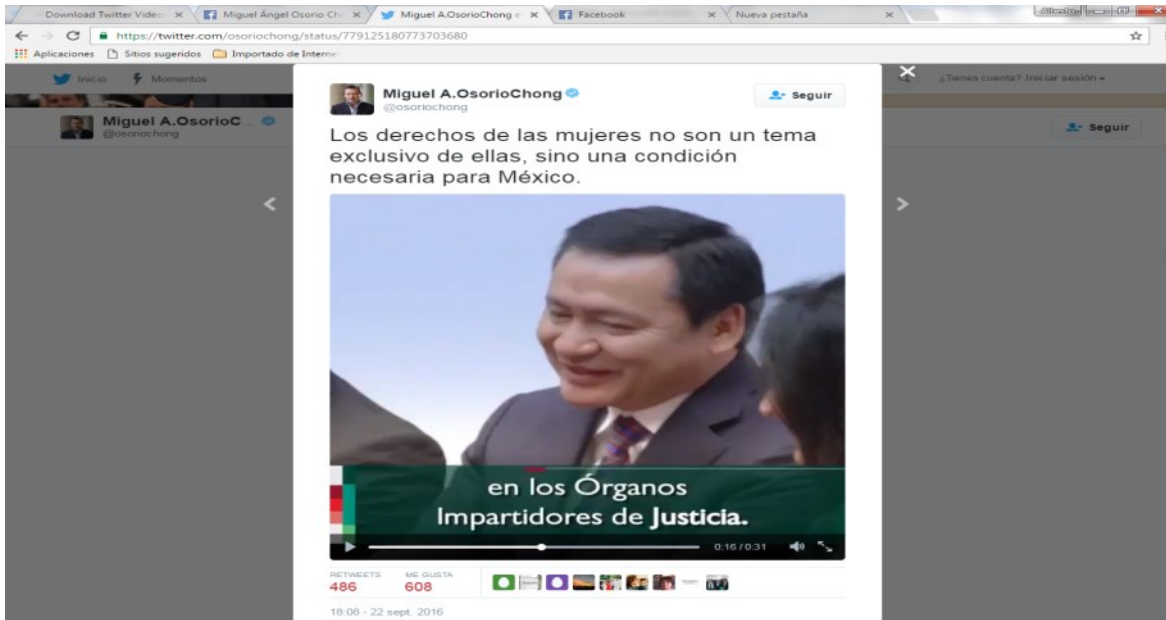 Download Twitter Video
Miguel Ángel Osorio Ch
Miguel A.OsorioChong e
Facebook
Nueva pestaña
https://twitter.com/osoriochong/status/779125180773703680
Aplicaciones
Sitios sugeridos
Importado de Interne
Inicio
Momentos
¿Tienes cuenta? Iniciar sesión
Miguel A.OsorioC...
@osoriochong
Seguir
Miguel A.OsorioChong
@osoriochong
Seguir
Los derechos de las mujeres no son un tema
exclusivo de ellas, sino una condición
necesaria para México.
en los Órganos
Impartidores de Justicia.
0:16 / 0:31
RETWEETS
486
ME GUSTA
608
18:08 - 22 sept. 2016